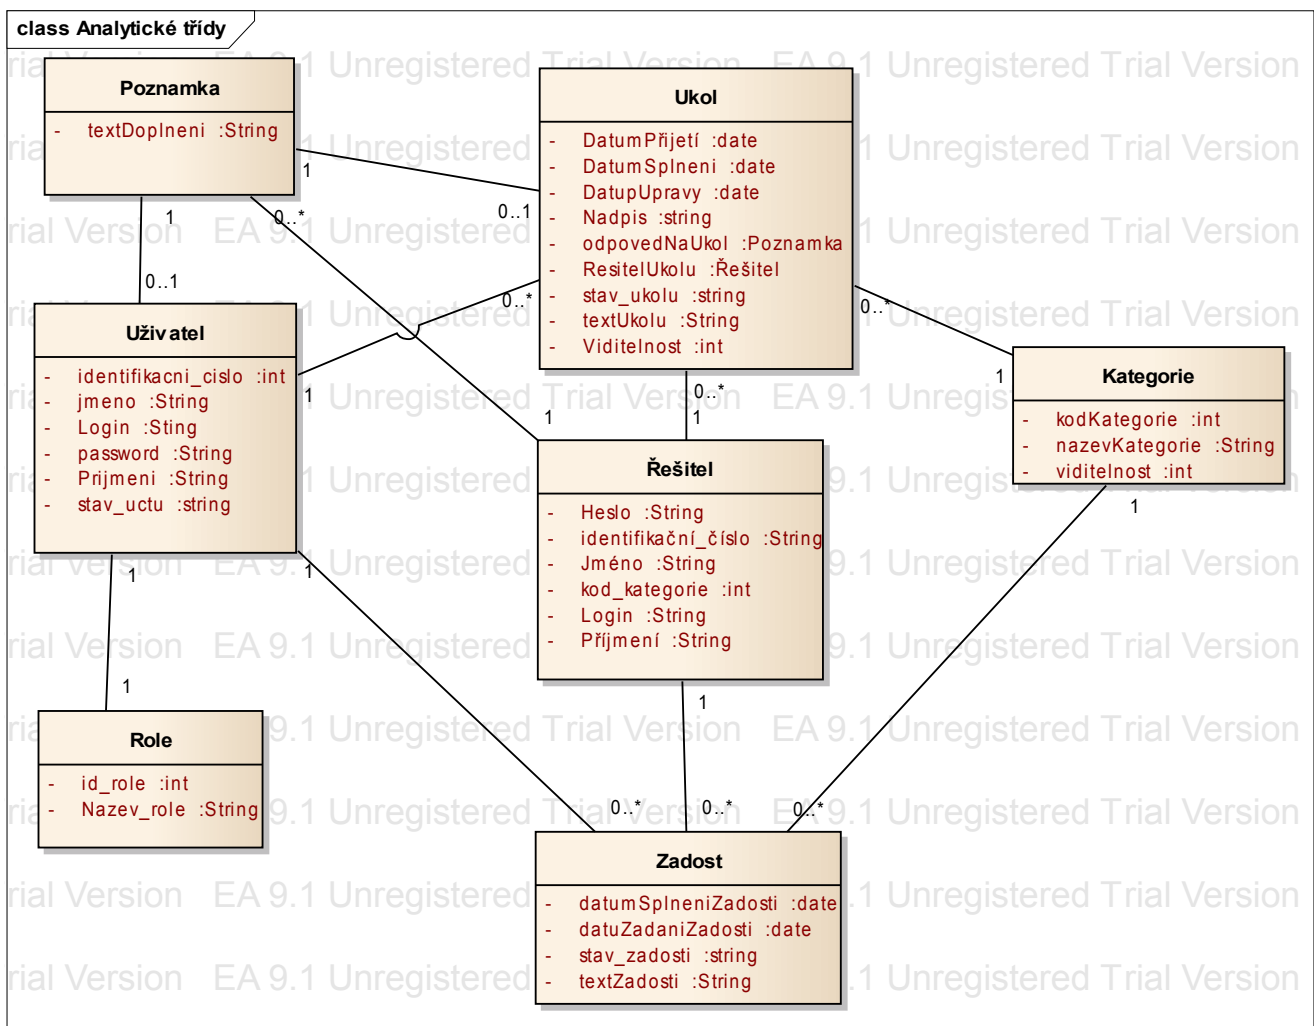 class Analytické třídy
Poznamka
- textDoplneni :String
Ukol
- DatumPřijetí :date
- DatumSplneni :date
- DatupUpravy :date
- Nadpis :string
- odpovedNaUkol :Poznamka
- ResitelUkolu :Řešitel
- stav_ukolu :string
- textUkolu :String
- Viditelnost :int
1
0..1
1
0..*
0..1
0..*
1
0..*
1
Uživatel
- identifikacni_cislo :int
- jmeno :String
- Login :Sting
- password :String
- Prijmeni :String
- stav_uctu :string
Kategorie
- kodKategorie :int
- nazevKategorie :String
- viditelnost :int
0..*
1
1
Řešitel
- Heslo :String
- identifikační_číslo :String
- Jméno :String
- kod_kategorie :int
- Login :String
- Příjmení :String
1
1
1
1
1
Role
- id_role :int
- Nazev_role :String
0..*
0..*
0..*
Zadost
- datumSplneniZadosti :date
- datuZadaniZadosti :date
- stav_zadosti :string
- textZadosti :String
EA 9.1 Unregistered Trial Version